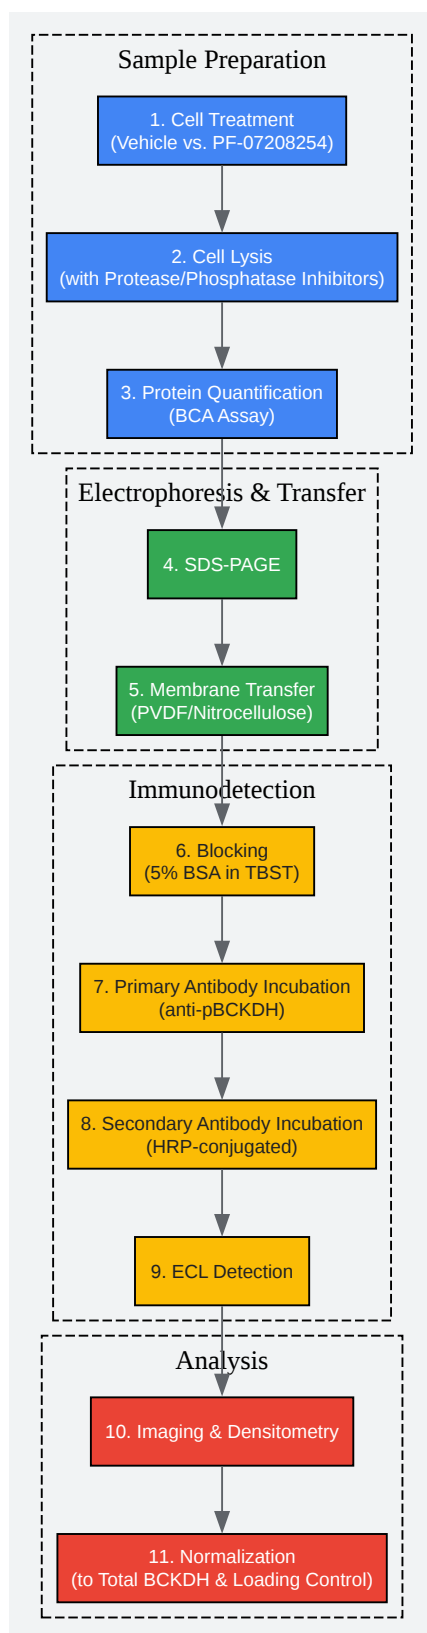 Sample Preparation
1. Cell Treatment
(Vehicle vs. PF-07208254)
2. Cell Lysis
(with Protease/Phosphatase Inhibitors)
3. Protein Quantification
(BCA Assay)
Electrophoresis & Transfer
4. SDS-PAGE
5. Membrane Transfer
(PVDF/Nitrocellulose)
Immunodetection
6. Blocking
(5% BSA in TBST)
7. Primary Antibody Incubation
(anti-pBCKDH)
8. Secondary Antibody Incubation
(HRP-conjugated)
9. ECL Detection
Analysis
10. Imaging & Densitometry
11. Normalization
(to Total BCKDH & Loading Control)